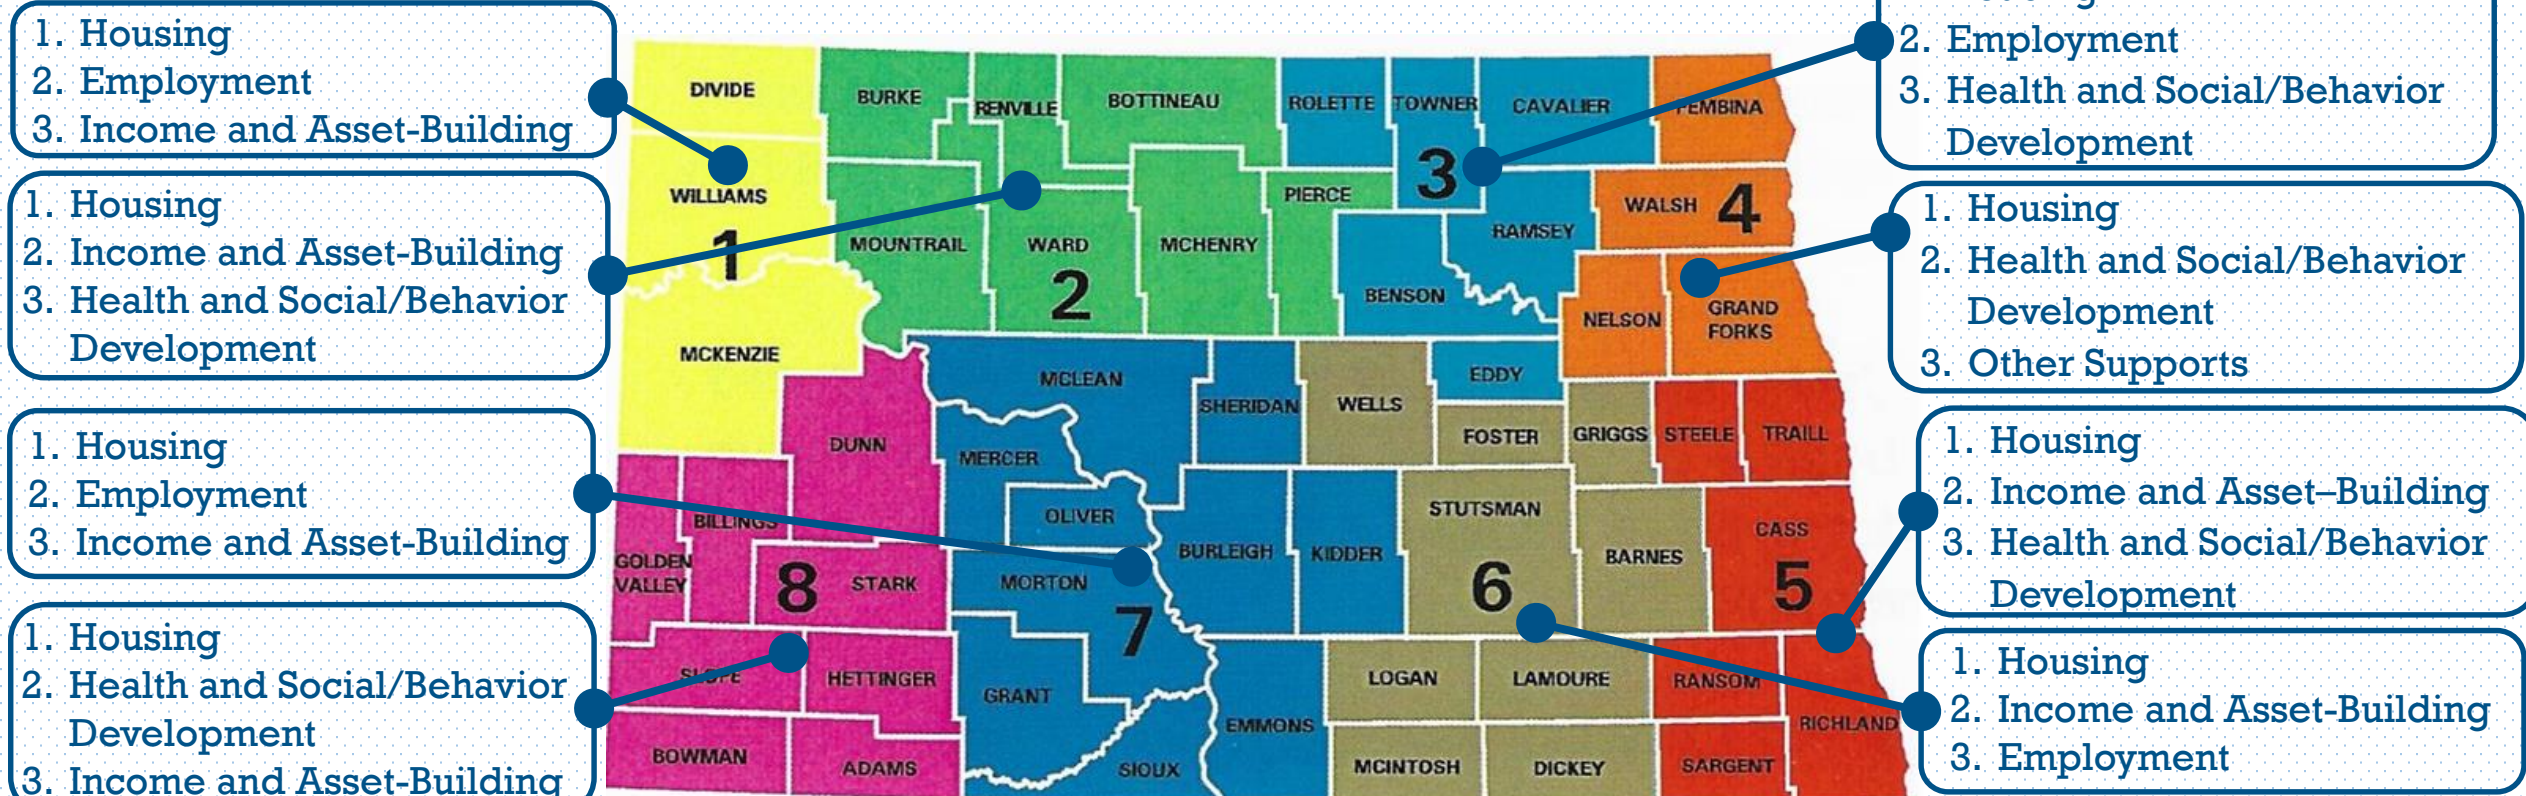 1. Housing
2. Employment
3. Income and Asset-Building
1. Housing
2. Income and Asset-Building
3. Health and Social/Behavior
Development
1. Housing
2. Employment
3. Income and Asset-Building
1. Housing
2. Health and Social/Behavior
Development
3. Income and Asset-Building
DIVIDE
BURKE
RENVILLE
BOTTINEAU
ROLETTE
TOWNER
CAVALIER
PEMBINA
WILLIAMS
1
MOUNTRAIL
WARD
2
MCHENRY
PIERCE
3
RAMSEY
BENSON
WALSH
4
NELSON
GRAND
FORKS
MCKENZIE
DUNN
MCLEAN
SHERIDAN
WELLS
EDDY
FOSTER
GRIGGS
STEELE
TRAILL
MERCER
OLIVER
BILLINGS
GOLDEN
VALLEY
8
STARK
MORTON
7
BURLEIGH
KIDDER
STUTSMAN
6
BARNES
CASS
5
SLOPE
HETTINGER
GRANT
BOWMAN
ADAMS
SIOUX
EMMONS
LOGAN
LAMOURE
RANSOM
RICHLAND
MCINTOSH
DICKEY
SARGENT
2. Employment
3. Health and Social/Behavior
Development
1. Housing
2. Health and Social/Behavior
Development
3. Other Supports
1. Housing
2. Income and Asset–Building
3. Health and Social/Behavior
Development
1. Housing
2. Income and Asset-Building
3. Employment